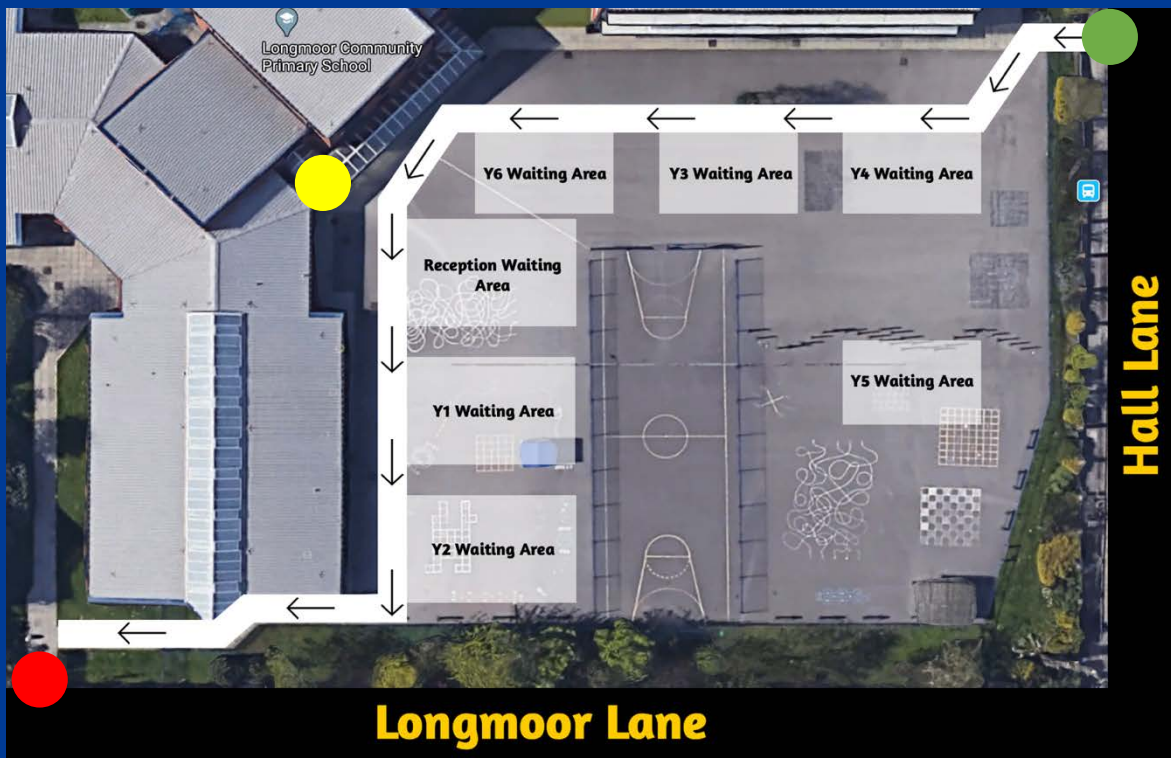 Longmoor Community
Primary School
Y6 Waiting Area
Y3 Waiting Area
Y4 Waiting Area
Reception Waiting
Area
Y5 Waiting Area
Y1 Waiting Area
Y2 Waiting Area
Hall Lane
Longmoor Lane